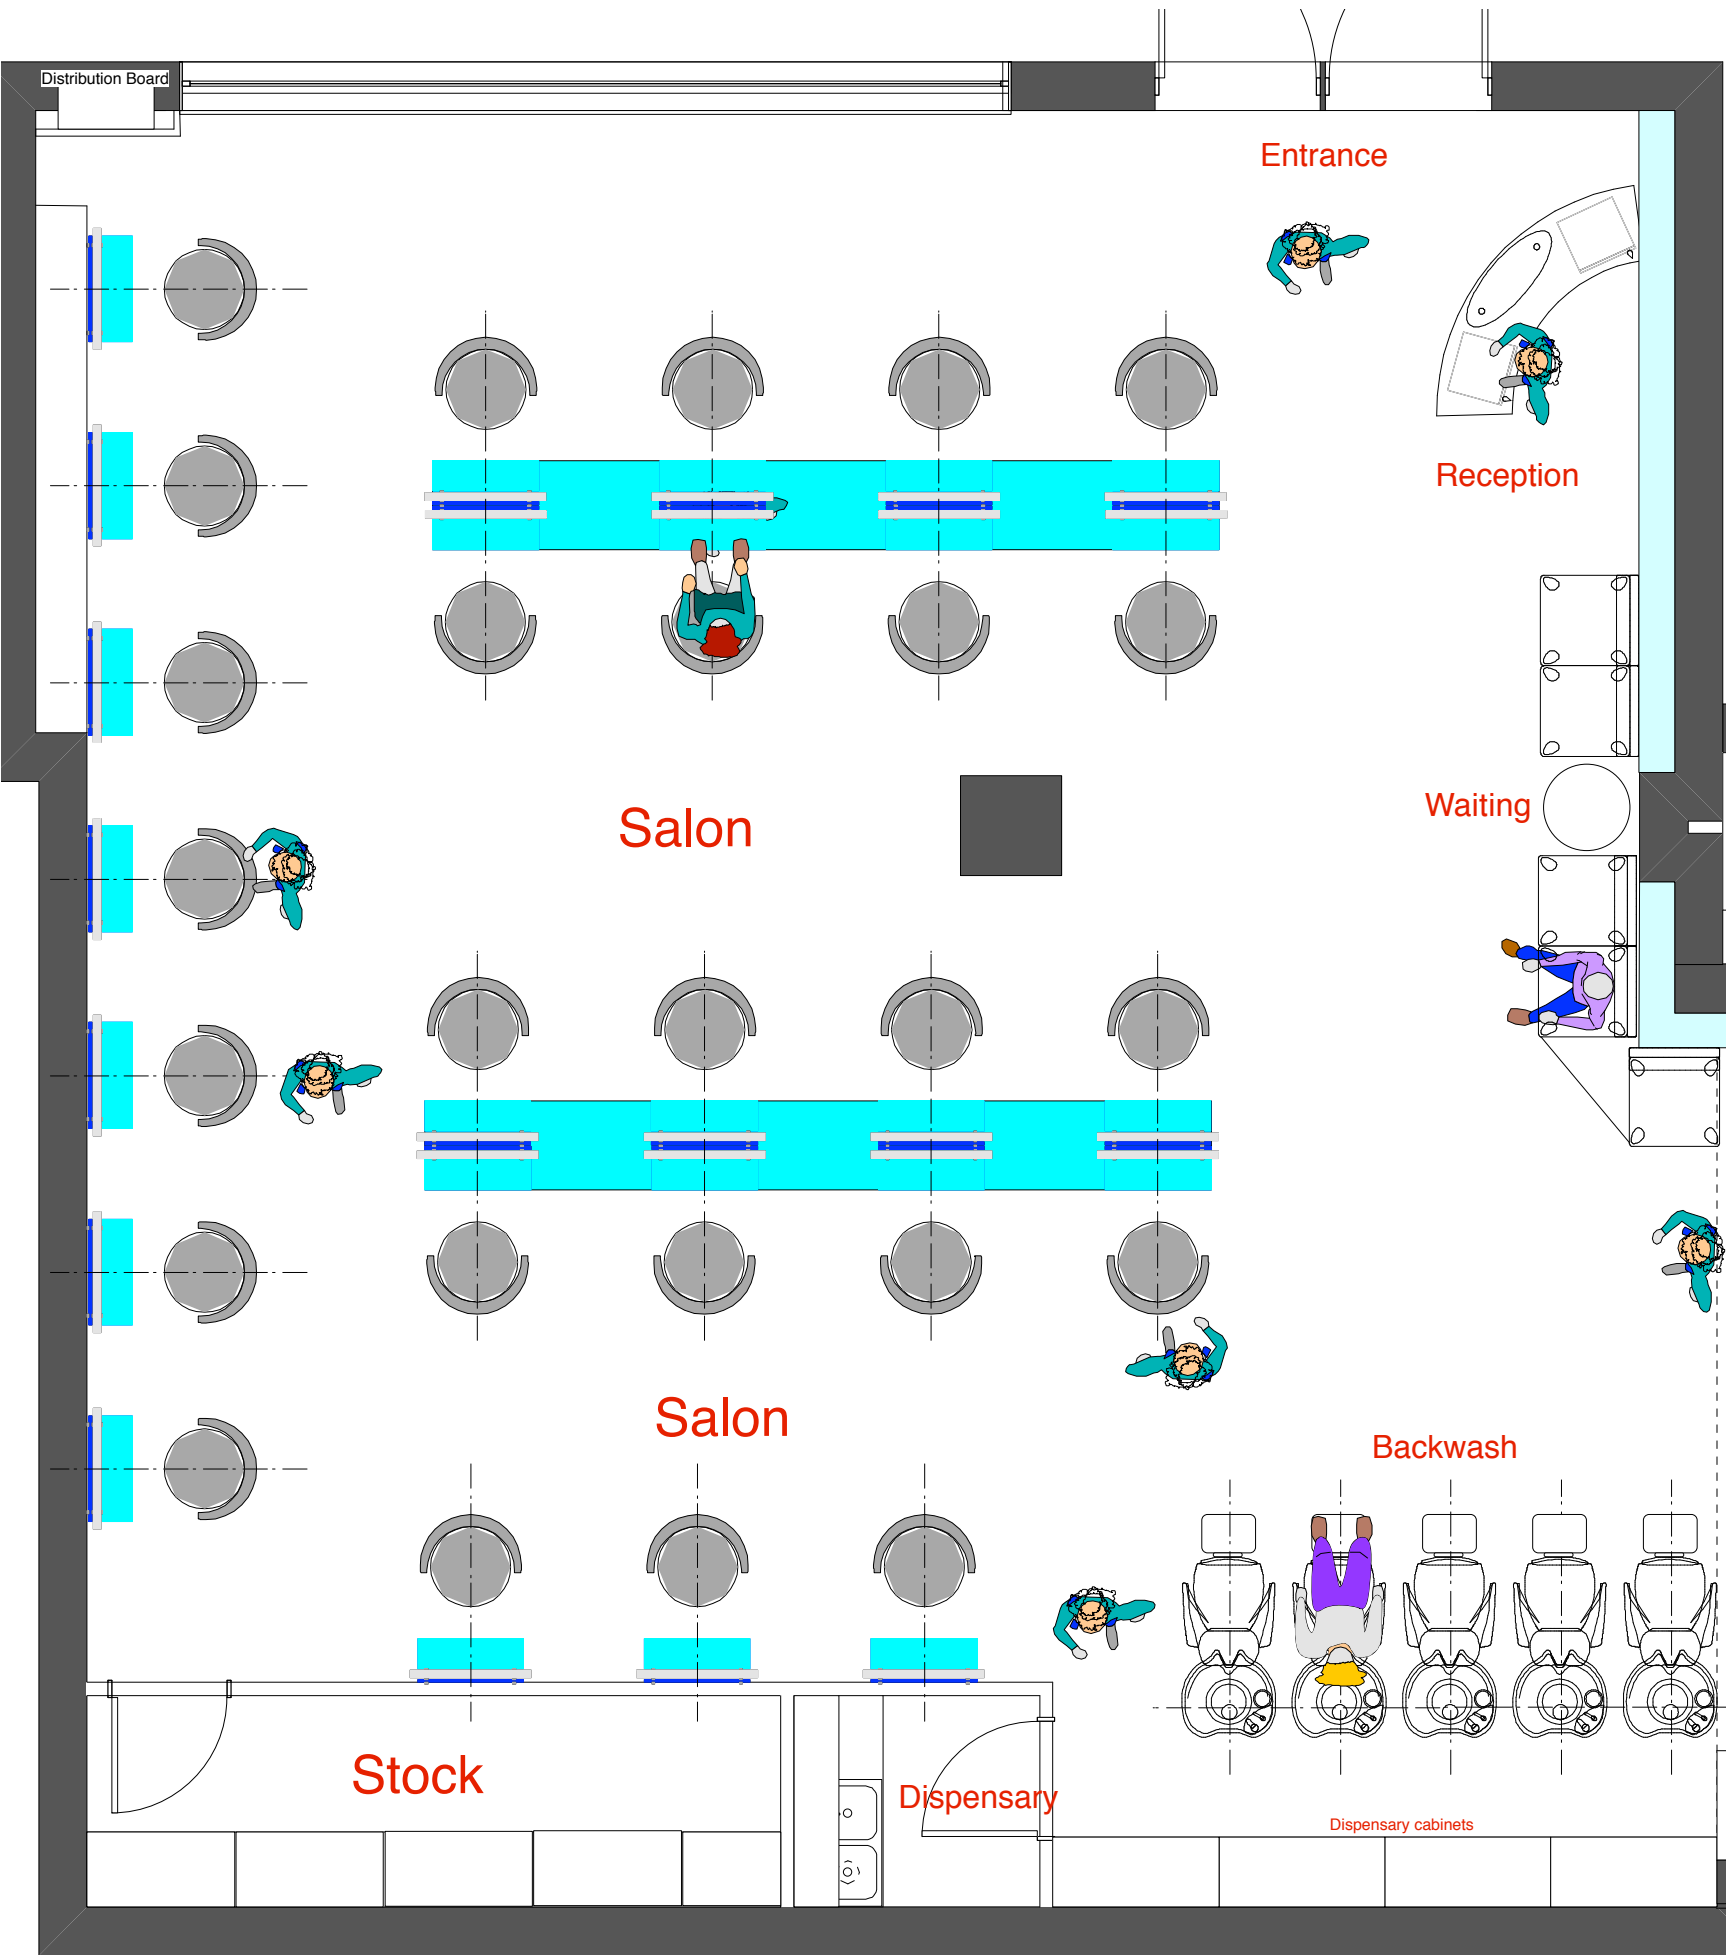 Distribution Board
Entrance
Reception
Salon
Waiting
Salon
Backwash
Stock
Dispensary
Dispensary cabinets